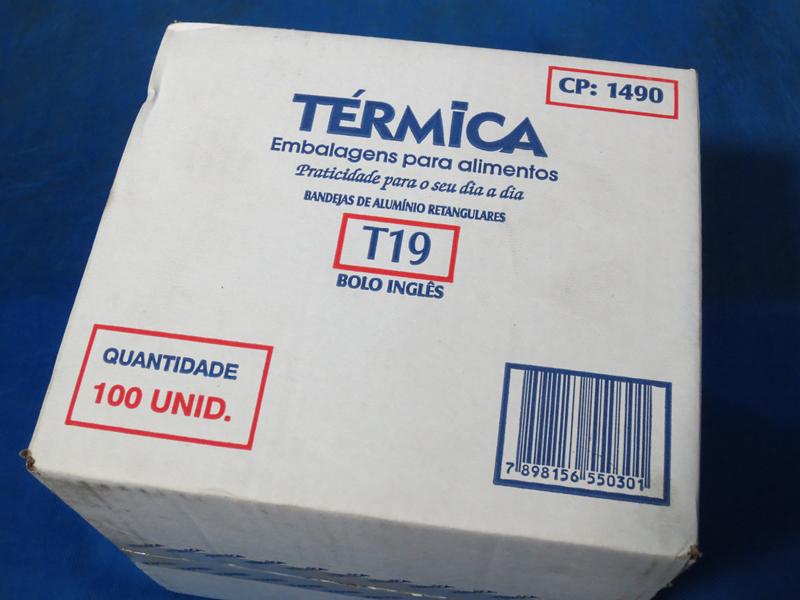 CP: 1490
TÉRMICA
Embalagens para alimentos
Praticidade para o seu dia a dia
BANDEJAS DE ALUMÍNIO RETANGULARES
T19
BOLO INGLÊS
QUANTIDADE
100 UNID.
7 898156 550301